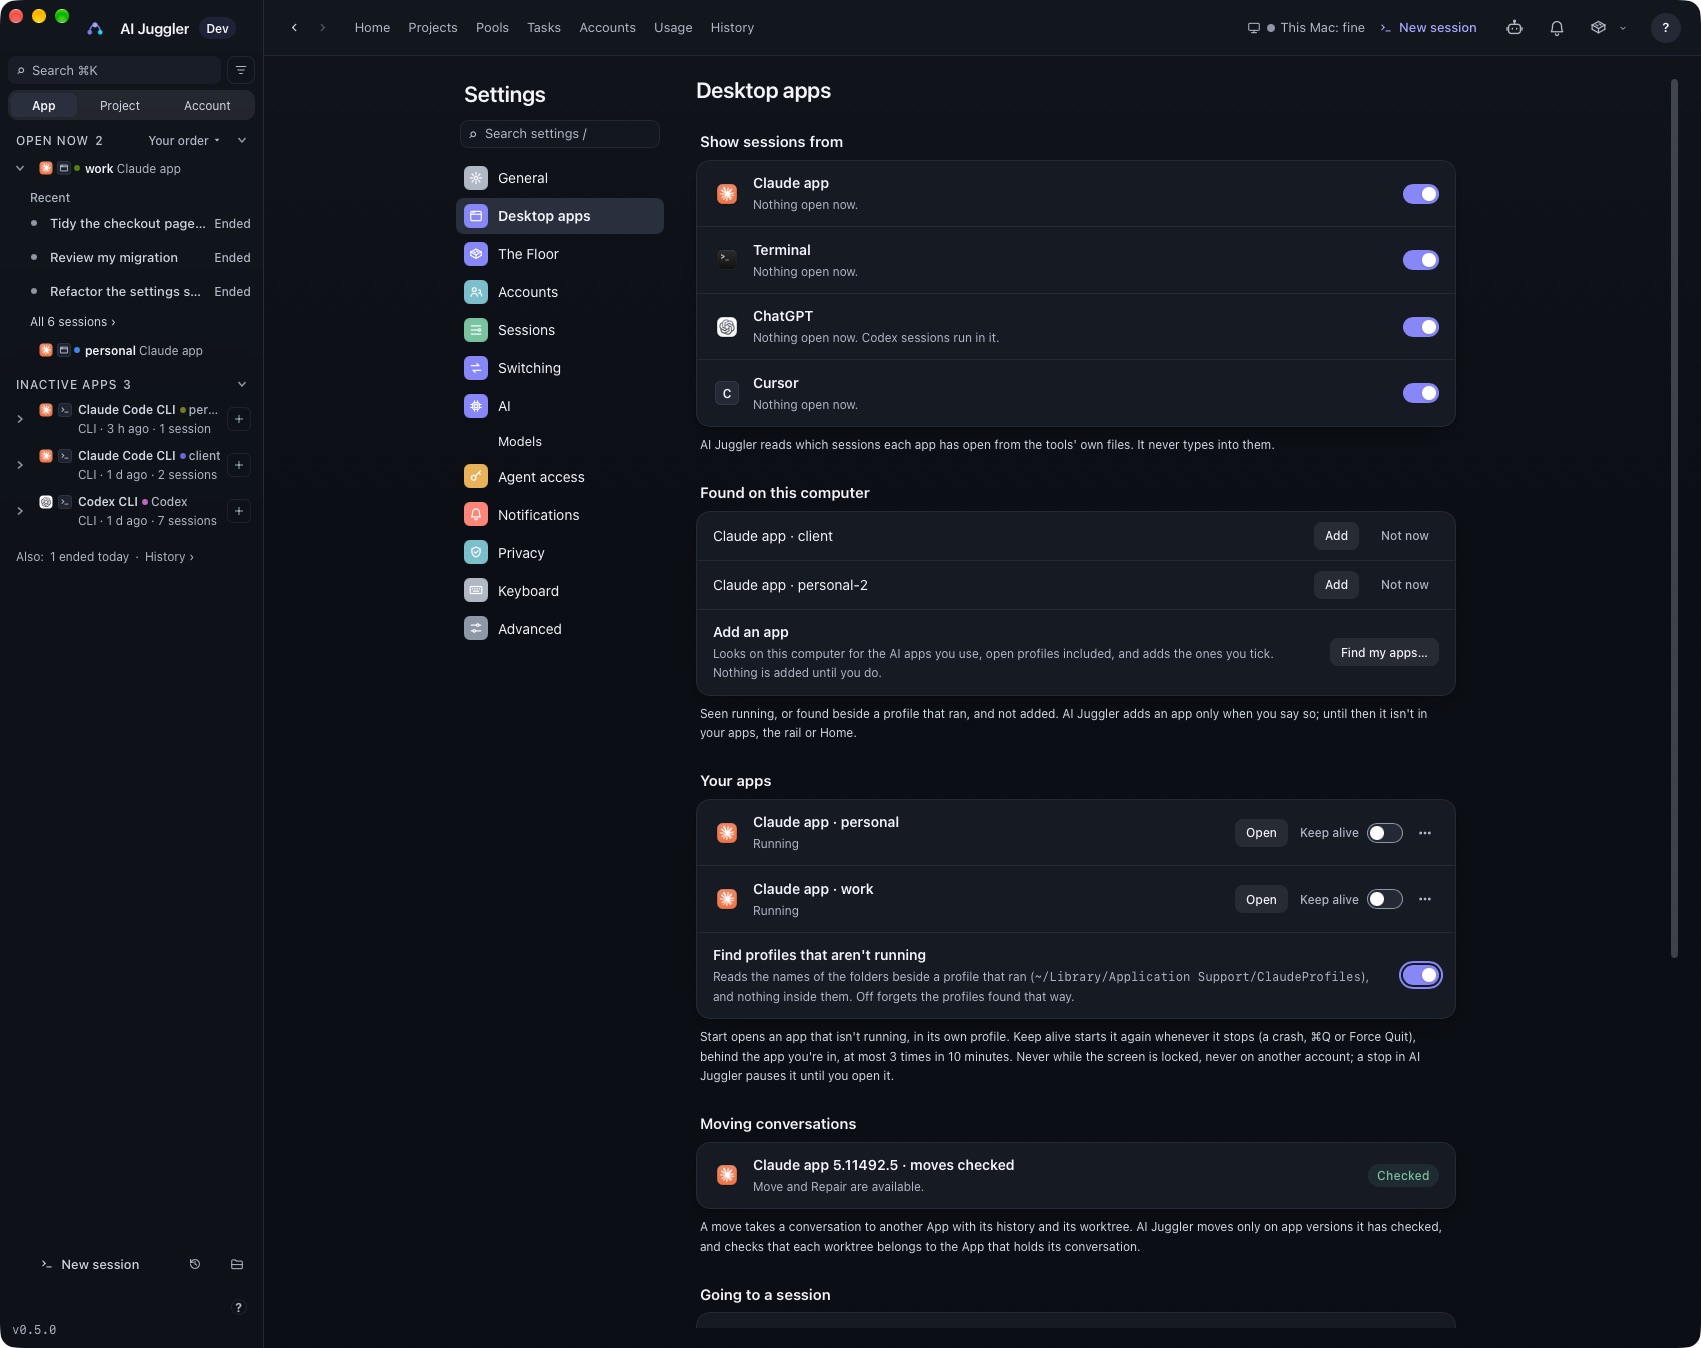 AI Juggler Dev
Search ⌘K
App Project Account
OPEN NOW 2 Your order
work Claude app
Recent
Tidy the checkout page... Ended
Review my migration Ended
Refactor the settings s... Ended
All 6 sessions ›
personal Claude app
INACTIVE APPS 3
Claude Code CLI per...
CLI · 3 h ago · 1 session
Claude Code CLI client
CLI · 1 d ago · 2 sessions
Codex CLI Codex
CLI · 1 d ago · 7 sessions
Also: 1 ended today · History ›
New session
?
v0.5.0
Home Projects Pools Tasks Accounts Usage History
This Mac: fine New session ?
Settings
Search settings /
General
Desktop apps
The Floor
Accounts
Sessions
Switching
AI
Models
Agent access
Notifications
Privacy
Keyboard
Advanced
Desktop apps
Show sessions from
Claude app
Nothing open now.
Terminal
Nothing open now.
ChatGPT
Nothing open now. Codex sessions run in it.
C Cursor
Nothing open now.
AI Juggler reads which sessions each app has open from the tools' own files. It never types into them.
Found on this computer
Claude app · client Add Not now
Claude app · personal-2 Add Not now
Add an app
Looks on this computer for the AI apps you use, open profiles included, and adds the ones you tick.
Nothing is added until you do.
Find my apps...
Seen running, or found beside a profile that ran, and not added. AI Juggler adds an app only when you say so; until then it isn't in
your apps, the rail or Home.
Your apps
Claude app · personal
Running
Open Keep alive ···
Claude app · work
Running
Open Keep alive ···
Find profiles that aren't running
Reads the names of the folders beside a profile that ran (~/Library/Application Support/ClaudeProfiles),
and nothing inside them. Off forgets the profiles found that way.
Start opens an app that isn't running, in its own profile. Keep alive starts it again whenever it stops (a crash, ⌘Q or Force Quit),
behind the app you're in, at most 3 times in 10 minutes. Never while the screen is locked, never on another account; a stop in AI
Juggler pauses it until you open it.
Moving conversations
Claude app 5.11492.5 · moves checked
Move and Repair are available.
Checked
A move takes a conversation to another App with its history and its worktree. AI Juggler moves only on app versions it has checked,
and checks that each worktree belongs to the App that holds its conversation.
Going to a session